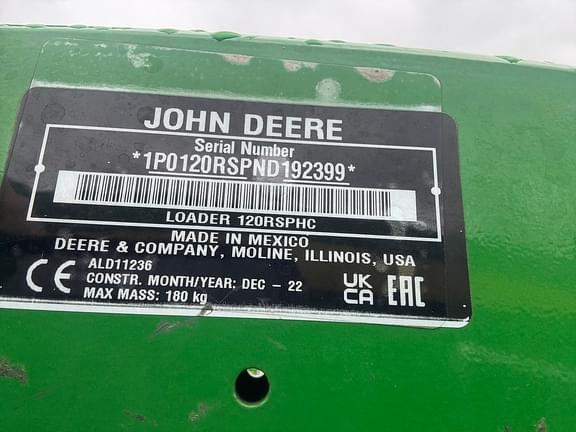 JOHN DEERE
Serial Number
*1P0120RSPND192399*
LOADER 120RSPHC
MADE IN MEXICO
DEERE & COMPANY, MOLINE, ILLINOIS, USA
CE ALD11236
CONSTR. MONTH/YEAR: DEC - 22
MAX MASS: 180 kg
UK CA EAC